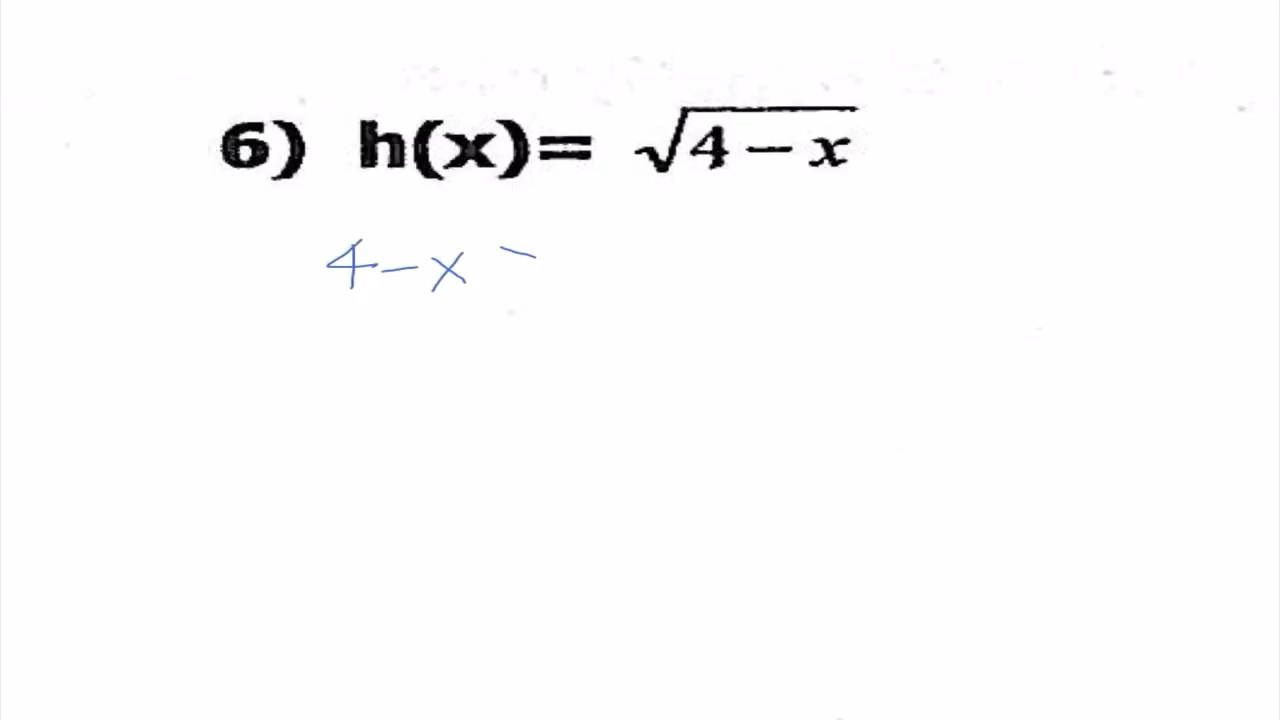 6) h(x)= √4 − x
4 − x